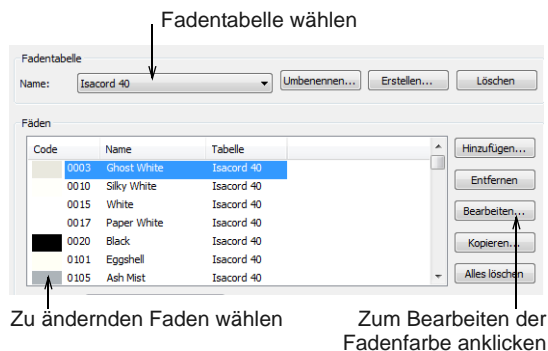 Fadentabelle wählen
Fadentabelle
Name: Isacord 40 Umbenennen... Erstellen... Löschen
Fäden
Code Name Tabelle Hinzufügen...
0003 Ghost White Isacord 40
0010 Silky White Isacord 40 Entfernen
0015 White Isacord 40 Bearbeiten...
0017 Paper White Isacord 40
0020 Black Isacord 40 Kopieren...
0101 Eggshell Isacord 40
0105 Ash Mist Isacord 40 Alles löschen
Zu ändernden Faden wählen Zum Bearbeiten der
Fadenfarbe anklicken